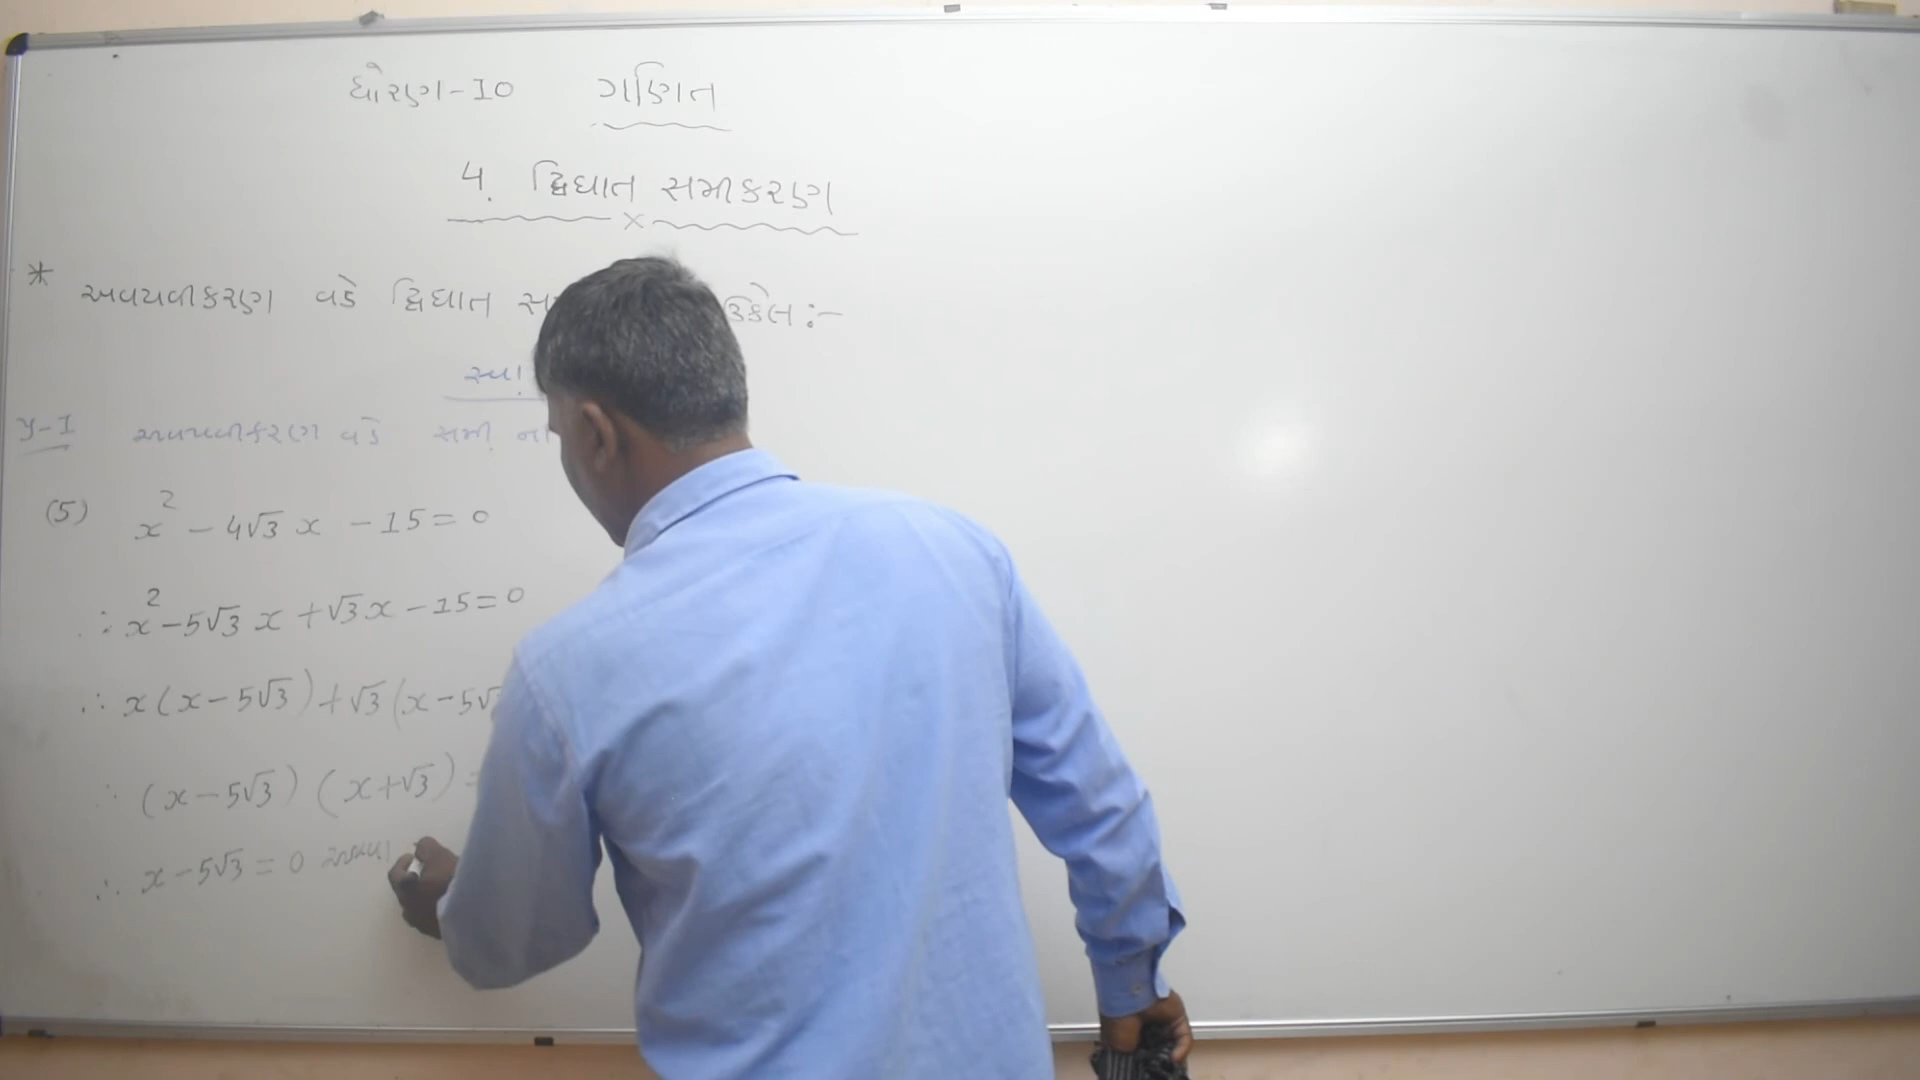 ધોરણ-10 ગણિત
4. દ્વિઘાત સમીકરણ
* અવયવીકરણ વડે દ્વિઘાત ઉકેલ :-
સ્વા
y-1 અવયવીકરણ વડે સમી. ના
(5) x² - 4√3 x - 15 = 0
∴ x² - 5√3 x + √3 x - 15 = 0
∴ x (x - 5√3) + √3 (x - 5√
∴ (x - 5√3) (x + √3) =
∴ x - 5√3 = 0 અથવા